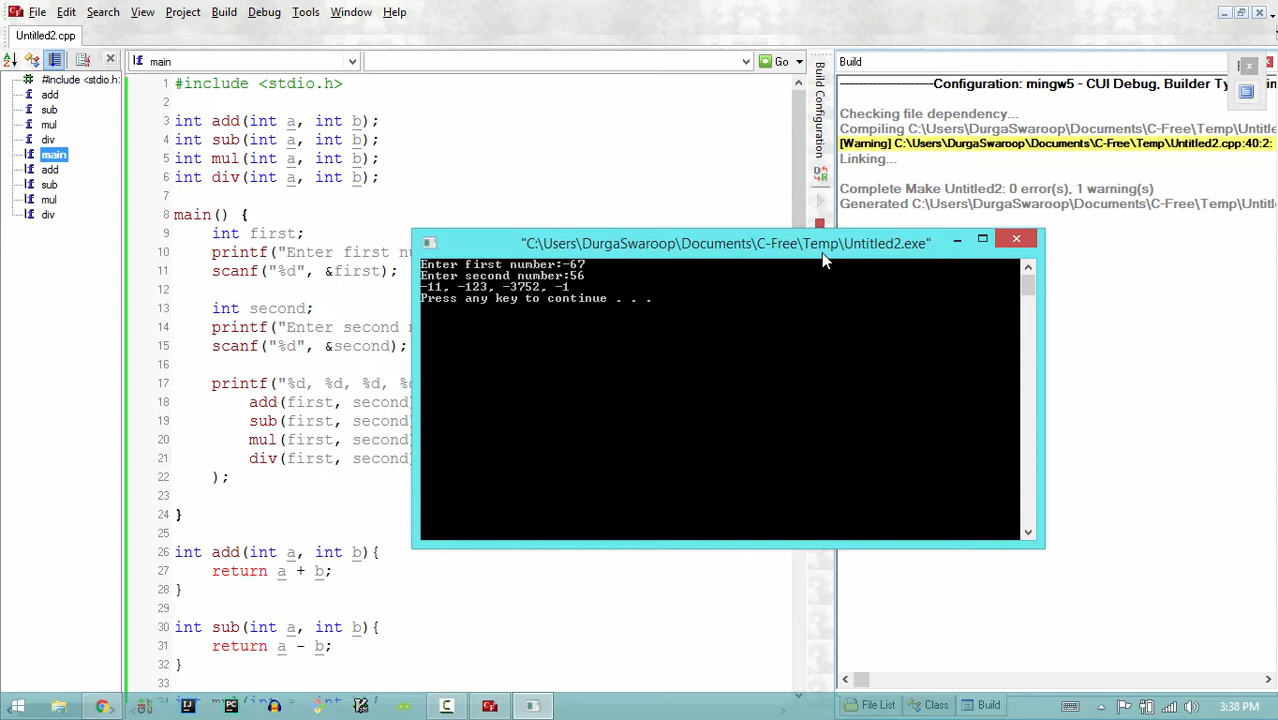 File Edit Search View Project Build Debug Tools Window Help
Untitled2.cpp
main
Go
Build
#include <stdio.h>
add
sub
mul
div
main
add
sub
mul
div
1 #include <stdio.h>
2
3 int add(int a, int b);
4 int sub(int a, int b);
5 int mul(int a, int b);
6 int div(int a, int b);
7
8 main() {
9 int first;
10 printf("Enter first nu
11 scanf("%d", &first);
12
13 int second;
14 printf("Enter second n
15 scanf("%d", &second);
16
17 printf("%d, %d, %d, %
18 add(first, second
19 sub(first, second
20 mul(first, second
21 div(first, second
22 );
23
24 }
25
26 int add(int a, int b){
27 return a + b;
28 }
29
30 int sub(int a, int b){
31 return a - b;
32 }
33
Build Configuration
Configuration: mingw5 - CUI Debug, Builder Ty
Checking file dependency...
Compiling C:\Users\DurgaSwaroop\Documents\C-Free\Temp\Untitle
[Warning] C:\Users\DurgaSwaroop\Documents\C-Free\Temp\Untitled2.cpp:40:2:
Linking...
Complete Make Untitled2: 0 error(s), 1 warning(s)
Generated C:\Users\DurgaSwaroop\Documents\C-Free\Temp\Untitle
"C:\Users\DurgaSwaroop\Documents\C-Free\Temp\Untitled2.exe"
Enter first number:-67
Enter second number:56
-11, -123, -3752, -1
Press any key to continue . . .
File List Class Build
3:38 PM